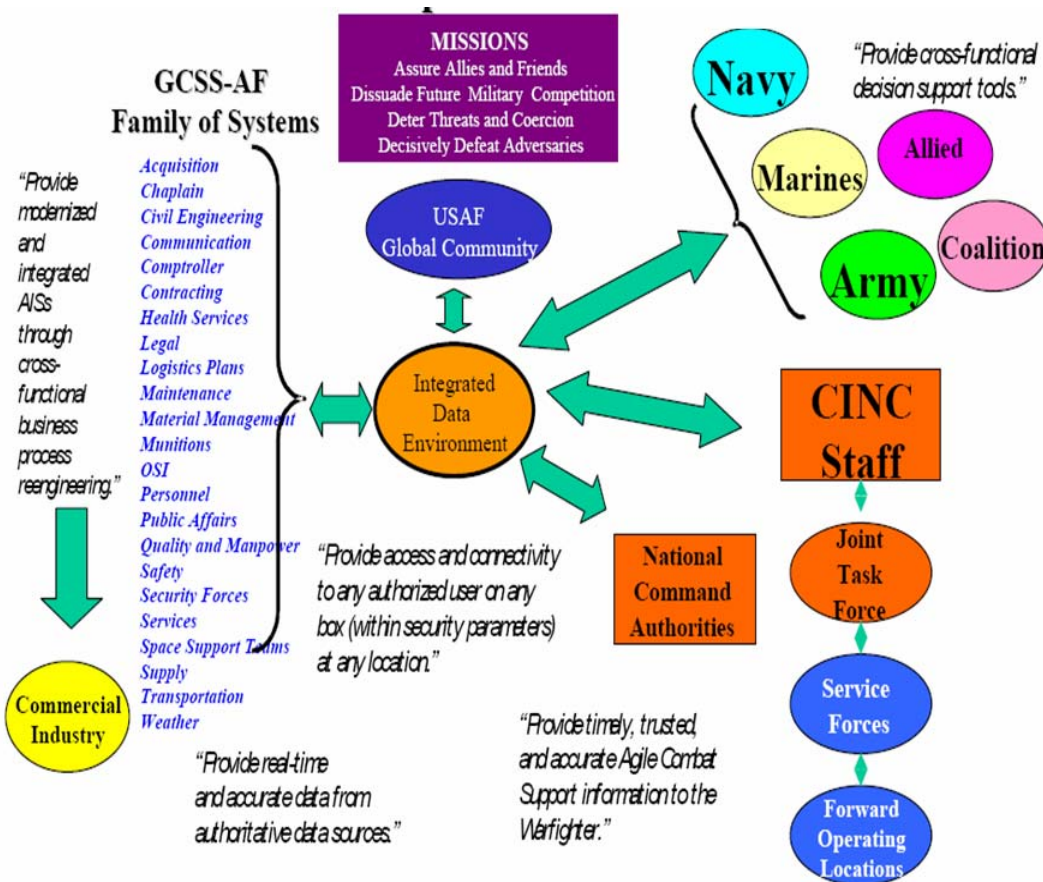 MISSIONS
Assure Allies and Friends
Dissuade Future Military Competition
Deter Threats and Coercion
Decisively Defeat Adversaries
GCSS-AF
Family of Systems
Acquisition
Chaplain
Civil Engineering
Communication
Comptroller
Contracting
Health Services
Legal
Logistics Plans
Maintenance
Material Management
Munitions
OSI
Personnel
Public Affairs
Quality and Manpower
Safety
Security Forces
Services
Space Support Teams
Supply
Transportation
Weather
“Provide
modernized
and
integrated
AISs
through
cross-
functional
business
process
reengineering.”
Commercial
Industry
USAF
Global Community
Integrated
Data
Environment
Navy
Marines
Army
Allied
Coalition
“Provide cross-functional
decision support tools.”
CINC
Staff
Joint
Task
Force
Service
Forces
Forward
Operating
Locations
National
Command
Authorities
“Provide access and connectivity
to any authorized user on any
box (within security parameters)
at any location.”
“Provide real-time
and accurate data from
authoritative data sources.”
“Provide timely, trusted,
and accurate Agile Combat
Support information to the
Warfighter.”